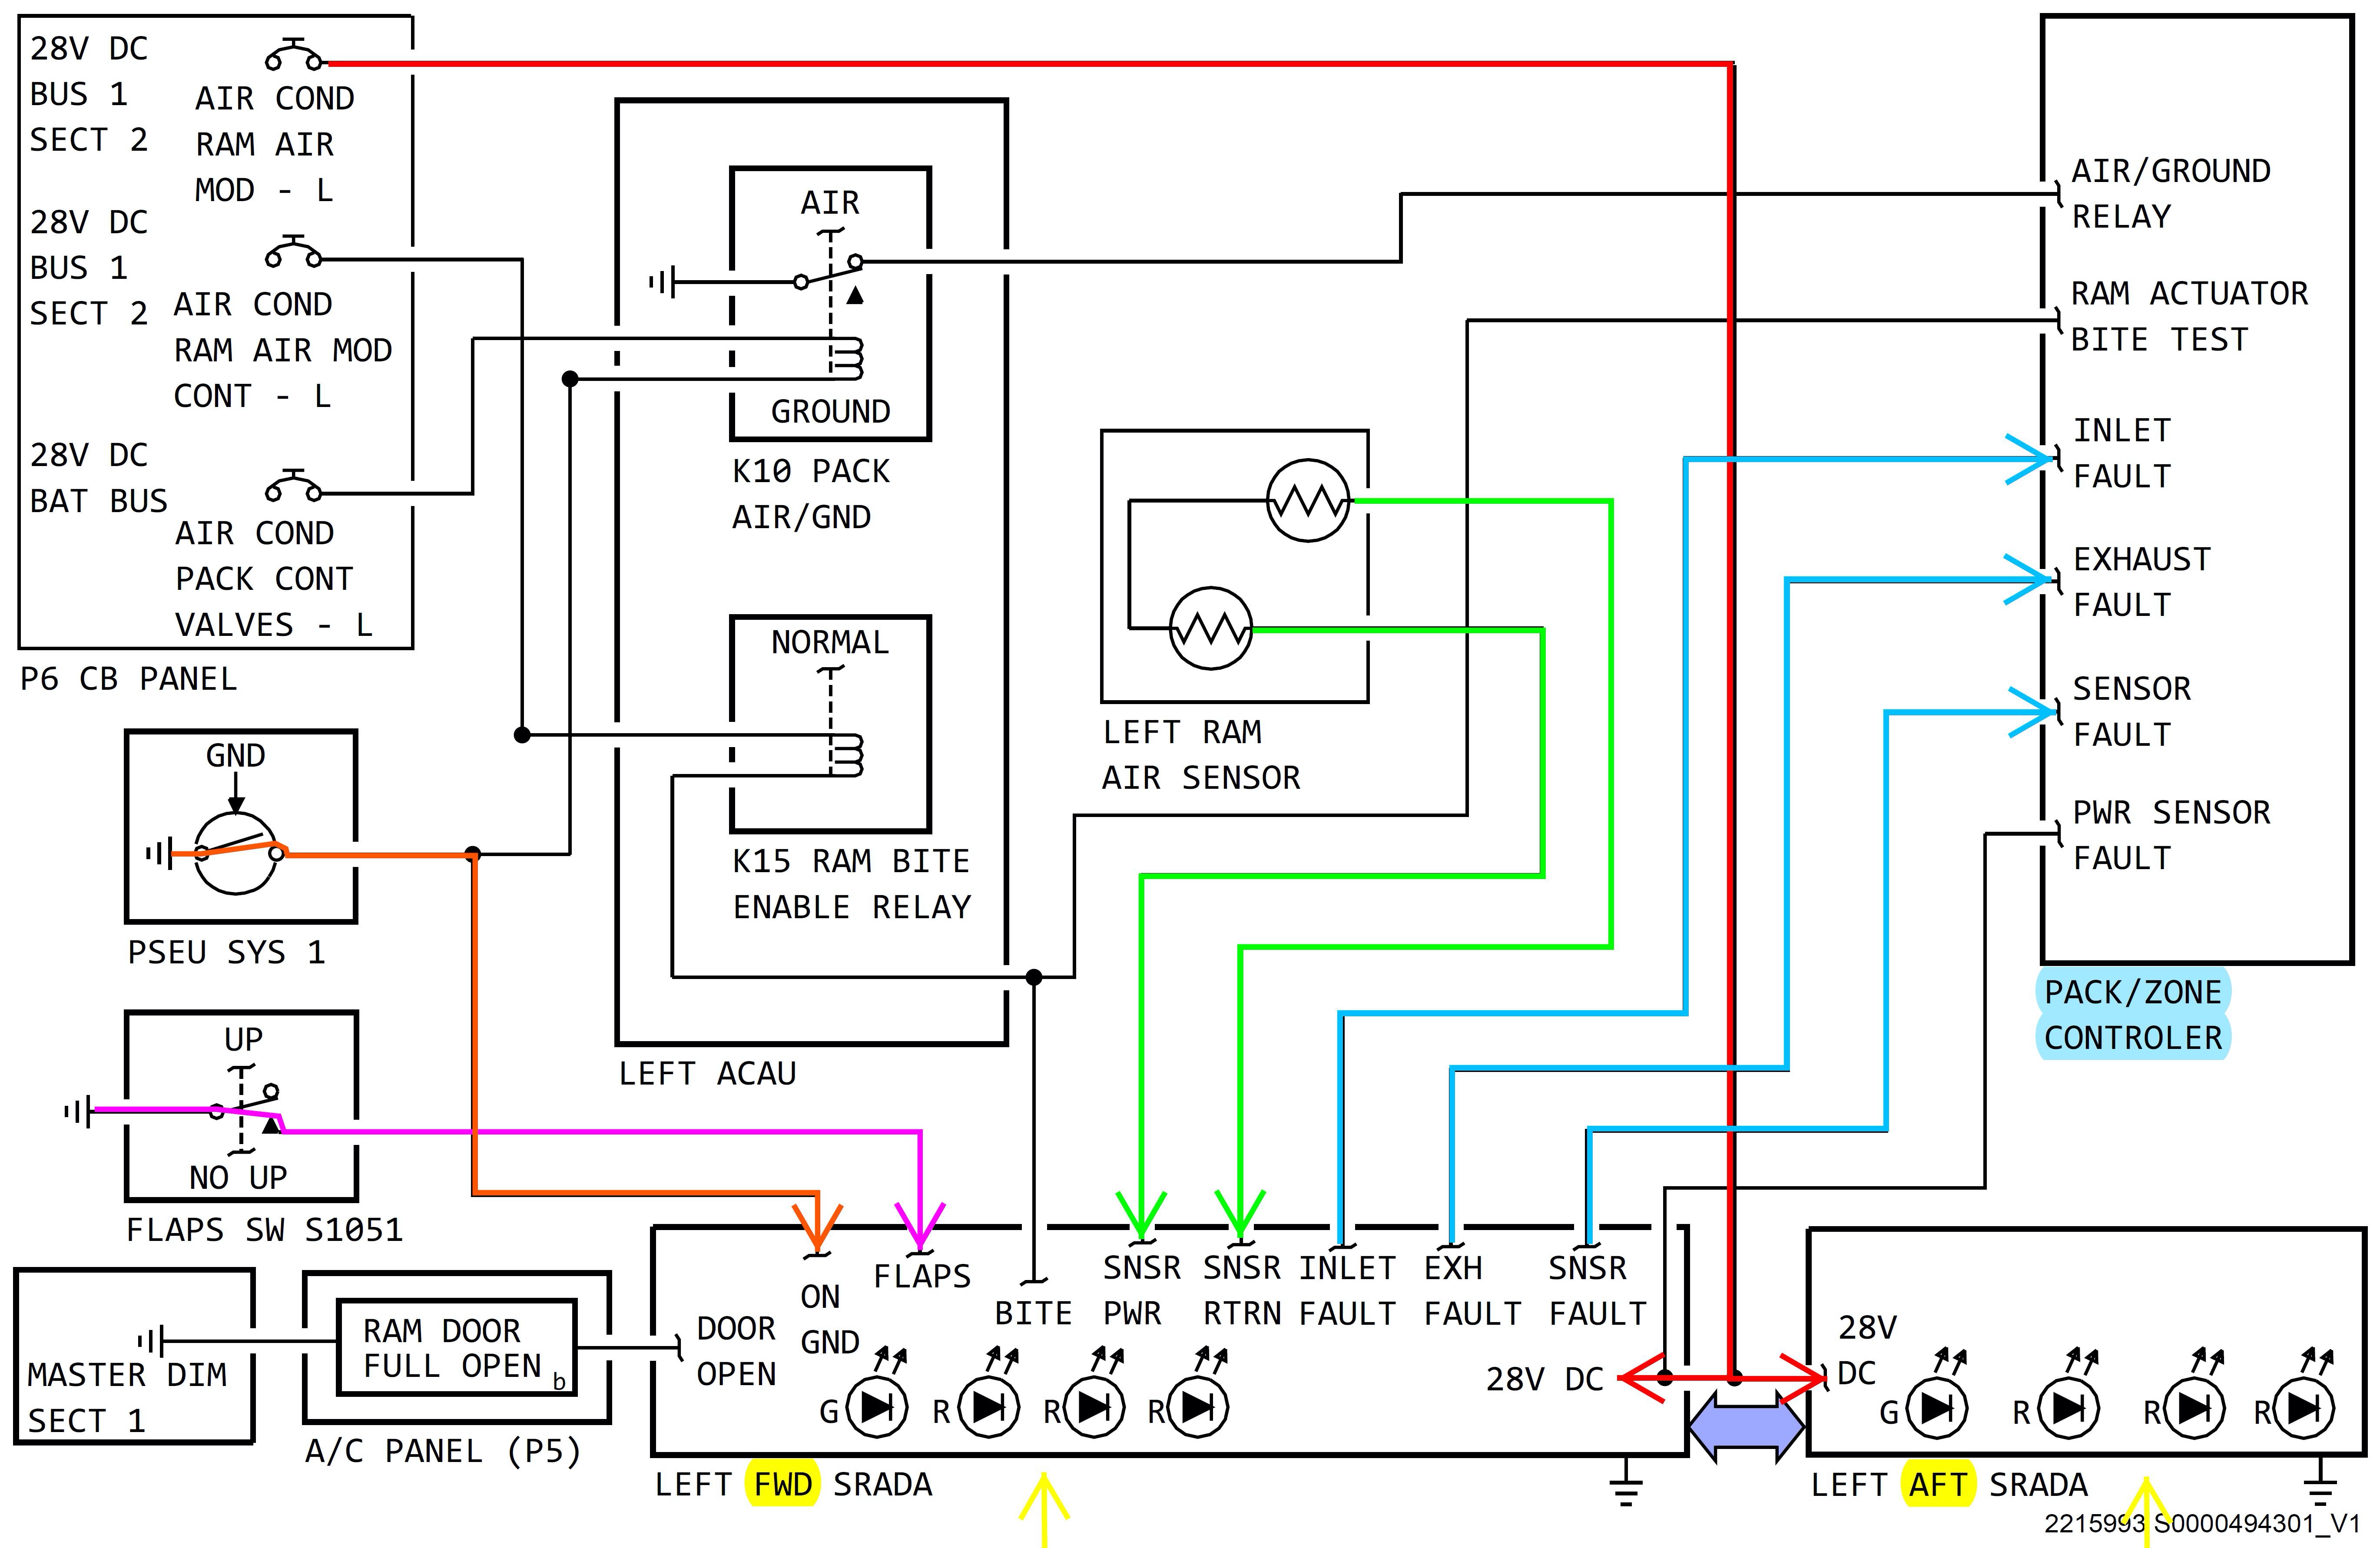 28V DC
BUS 1
SECT 2
AIR COND
RAM AIR
MOD - L
28V DC
BUS 1
SECT 2
AIR COND
RAM AIR MOD
CONT - L
28V DC
BAT BUS
AIR COND
PACK CONT
VALVES - L
P6 CB PANEL
GND
PSEU SYS 1
UP
NO UP
FLAPS SW S1051
MASTER DIM
SECT 1
RAM DOOR
FULL OPEN
b
A/C PANEL (P5)
AIR
GROUND
K10 PACK
AIR/GND
NORMAL
K15 RAM BITE
ENABLE RELAY
LEFT ACAU
LEFT RAM
AIR SENSOR
AIR/GROUND
RELAY
RAM ACTUATOR
BITE TEST
INLET
FAULT
EXHAUST
FAULT
SENSOR
FAULT
PWR SENSOR
FAULT
PACK/ZONE
CONTROLER
DOOR
OPEN
ON
GND
FLAPS
BITE
SNSR
PWR
SNSR
RTRN
INLET
FAULT
EXH
FAULT
SNSR
FAULT
28V DC
G R R R
LEFT FWD SRADA
28V
DC
G R R R
LEFT AFT SRADA
2215993 S0000494301_V1